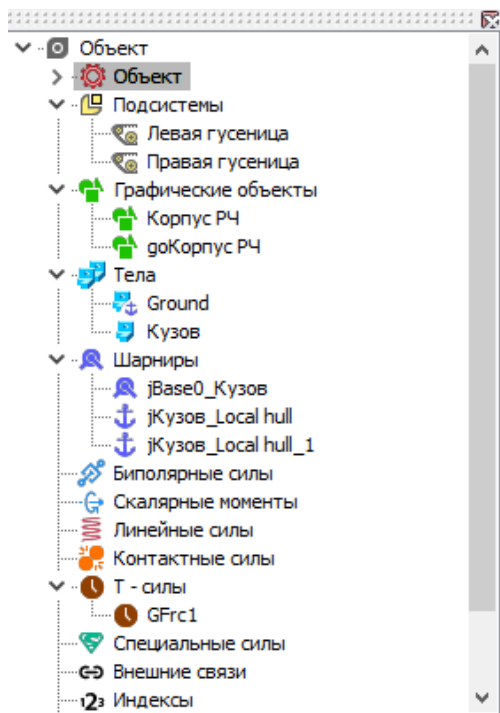 Объект
Объект
Подсистемы
Левая гусеница
Правая гусеница
Графические объекты
Корпус РЧ
goКорпус РЧ
Тела
Ground
Кузов
Шарниры
jBase0_Кузов
jКузов_Local hull
jКузов_Local hull_1
Биполярные силы
Скалярные моменты
Линейные силы
Контактные силы
Т - силы
GFrc1
Специальные силы
Внешние связи
Индексы